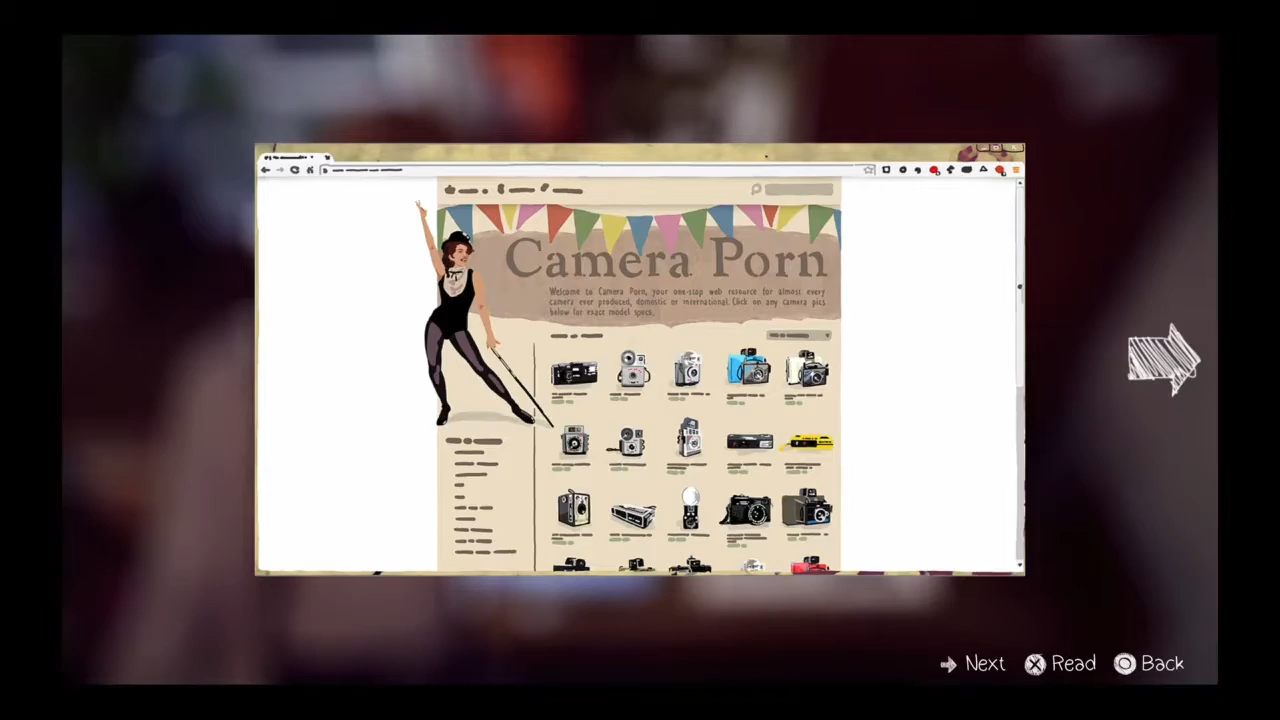 Camera Porn
Welcome to Camera Porn, your one-stop web resource for almost every
camera ever produced, domestic or international. Click on any camera pics
below for exact model specs.
Next
Read
Back